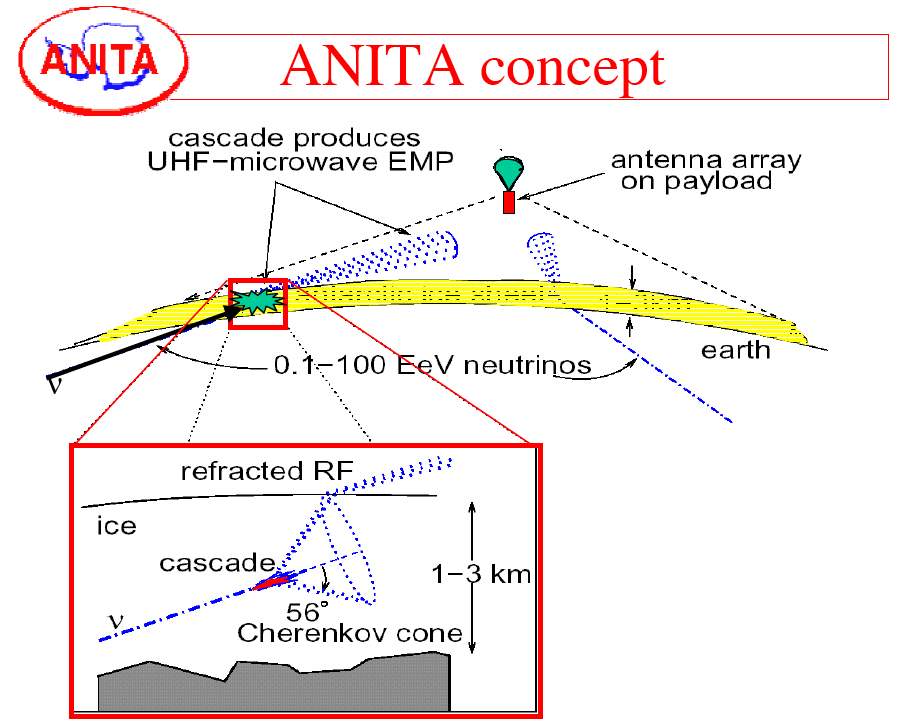 ANITA
ANITA concept
cascade produces
UHF-microwave EMP
antenna array
on payload
earth
0.1-100 EeV neutrinos
ν
refracted RF
ice
cascade
1-3 km
56°
ν
Cherenkov cone